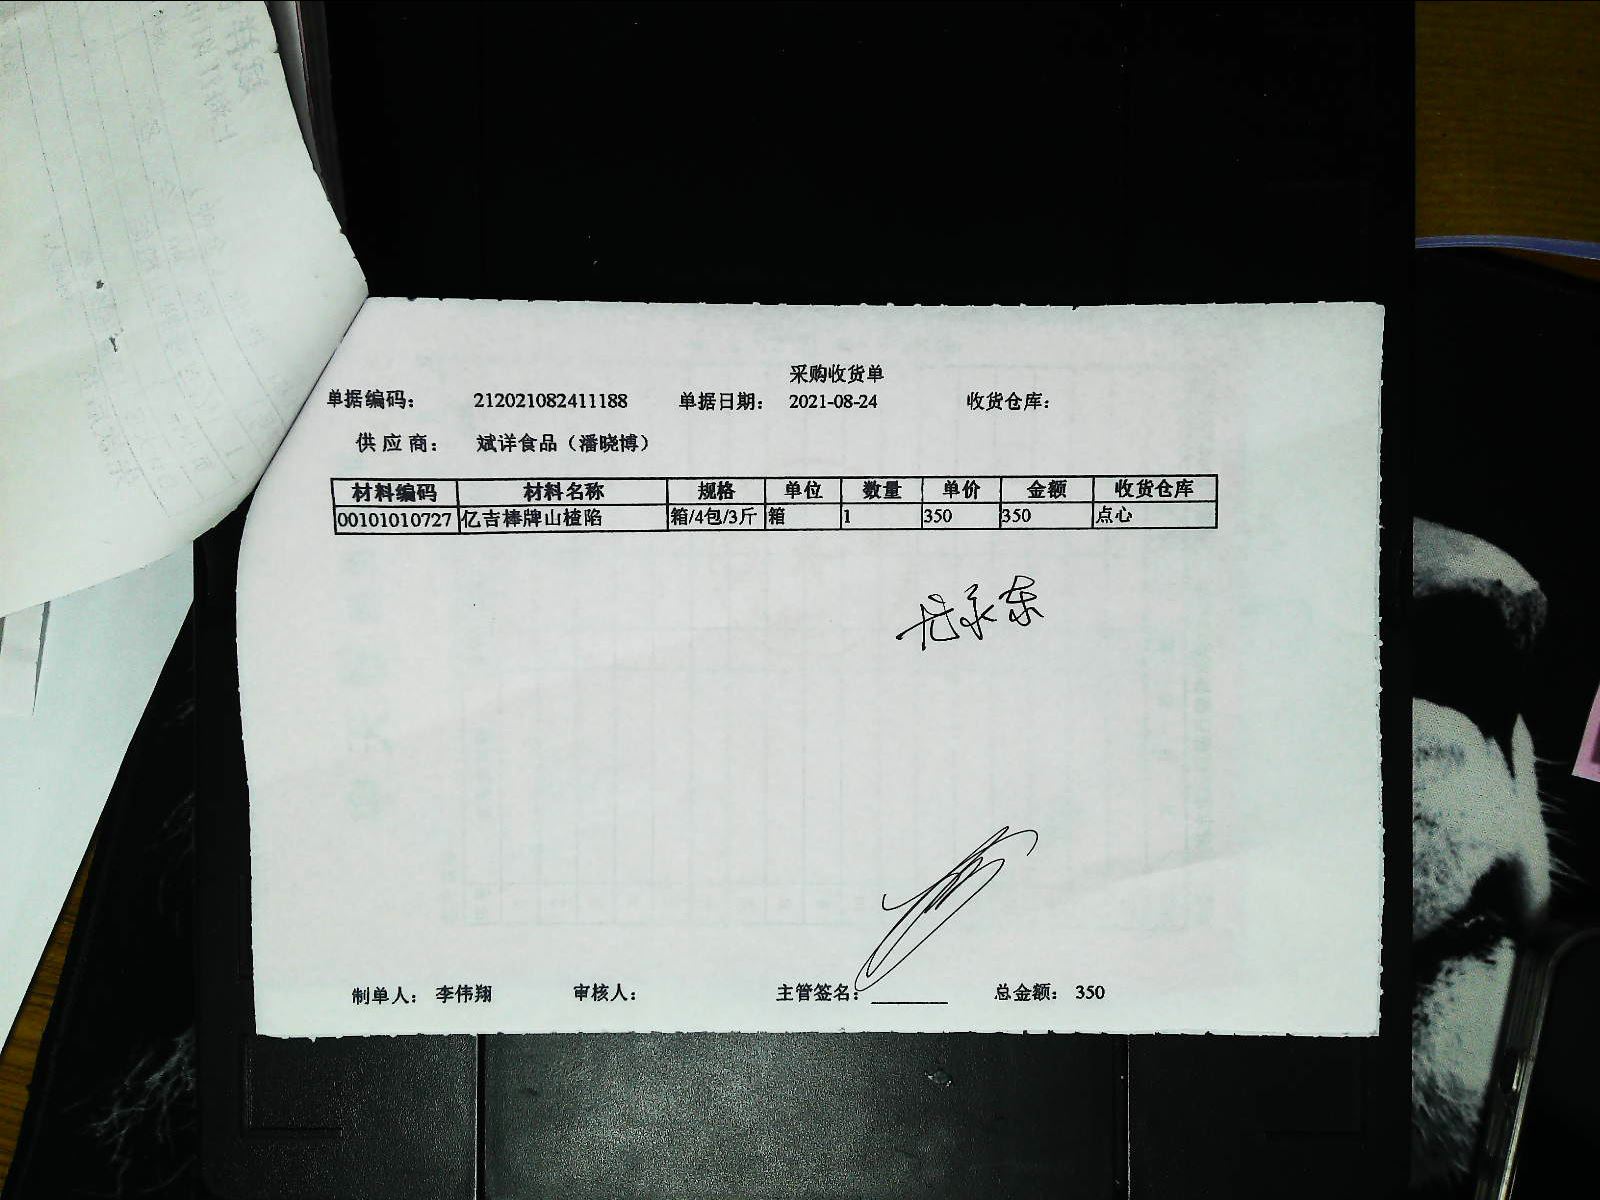 采购收货单
单据编码： 212021082411188 单据日期： 2021-08-24 收货仓库：
供应商： 斌详食品（潘晓博）
材料编码 材料名称 规格 单位 数量 单价 金额 收货仓库
00101010727 亿吉棒牌山楂陷 箱/4包/3斤 箱 1 350 350 点心
制单人： 李伟翔 审核人： 主管签名： 总金额： 350